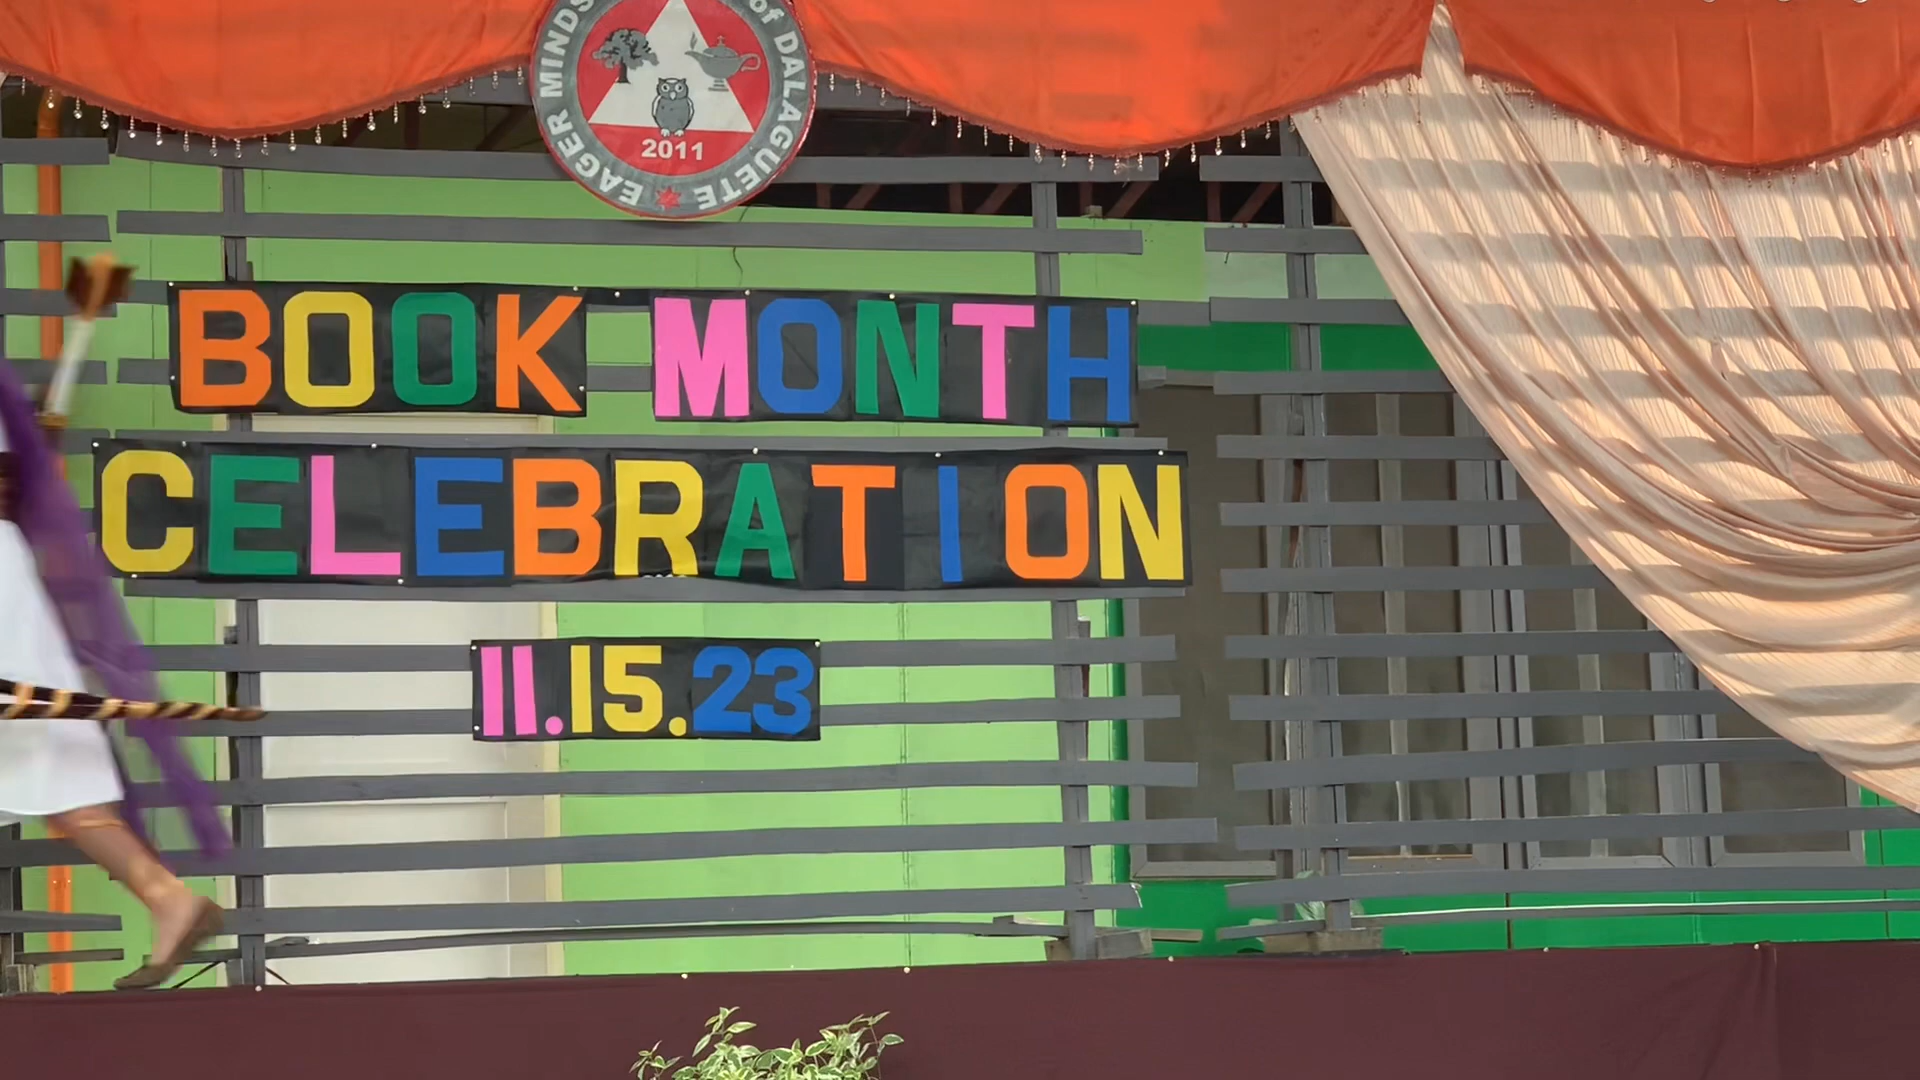 EAGER MINDS of DALAGUETE
2011
BOOK MONTH
CELEBRATION
11.15.23